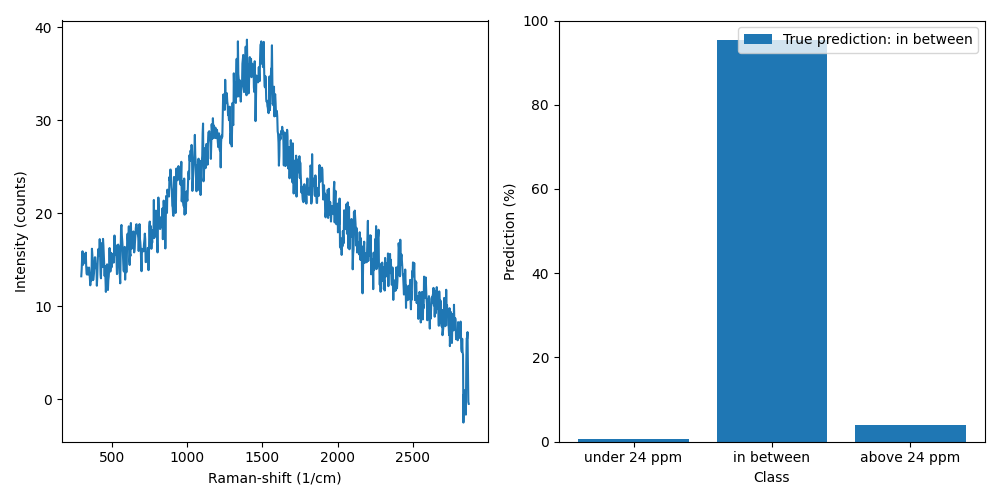 40
30
20
10
0
Intensity (counts)
500 1000 1500 2000 2500
Raman-shift (1/cm)
100
80
60
40
20
0
Prediction (%)
True prediction: in between
under 24 ppm in between above 24 ppm
Class